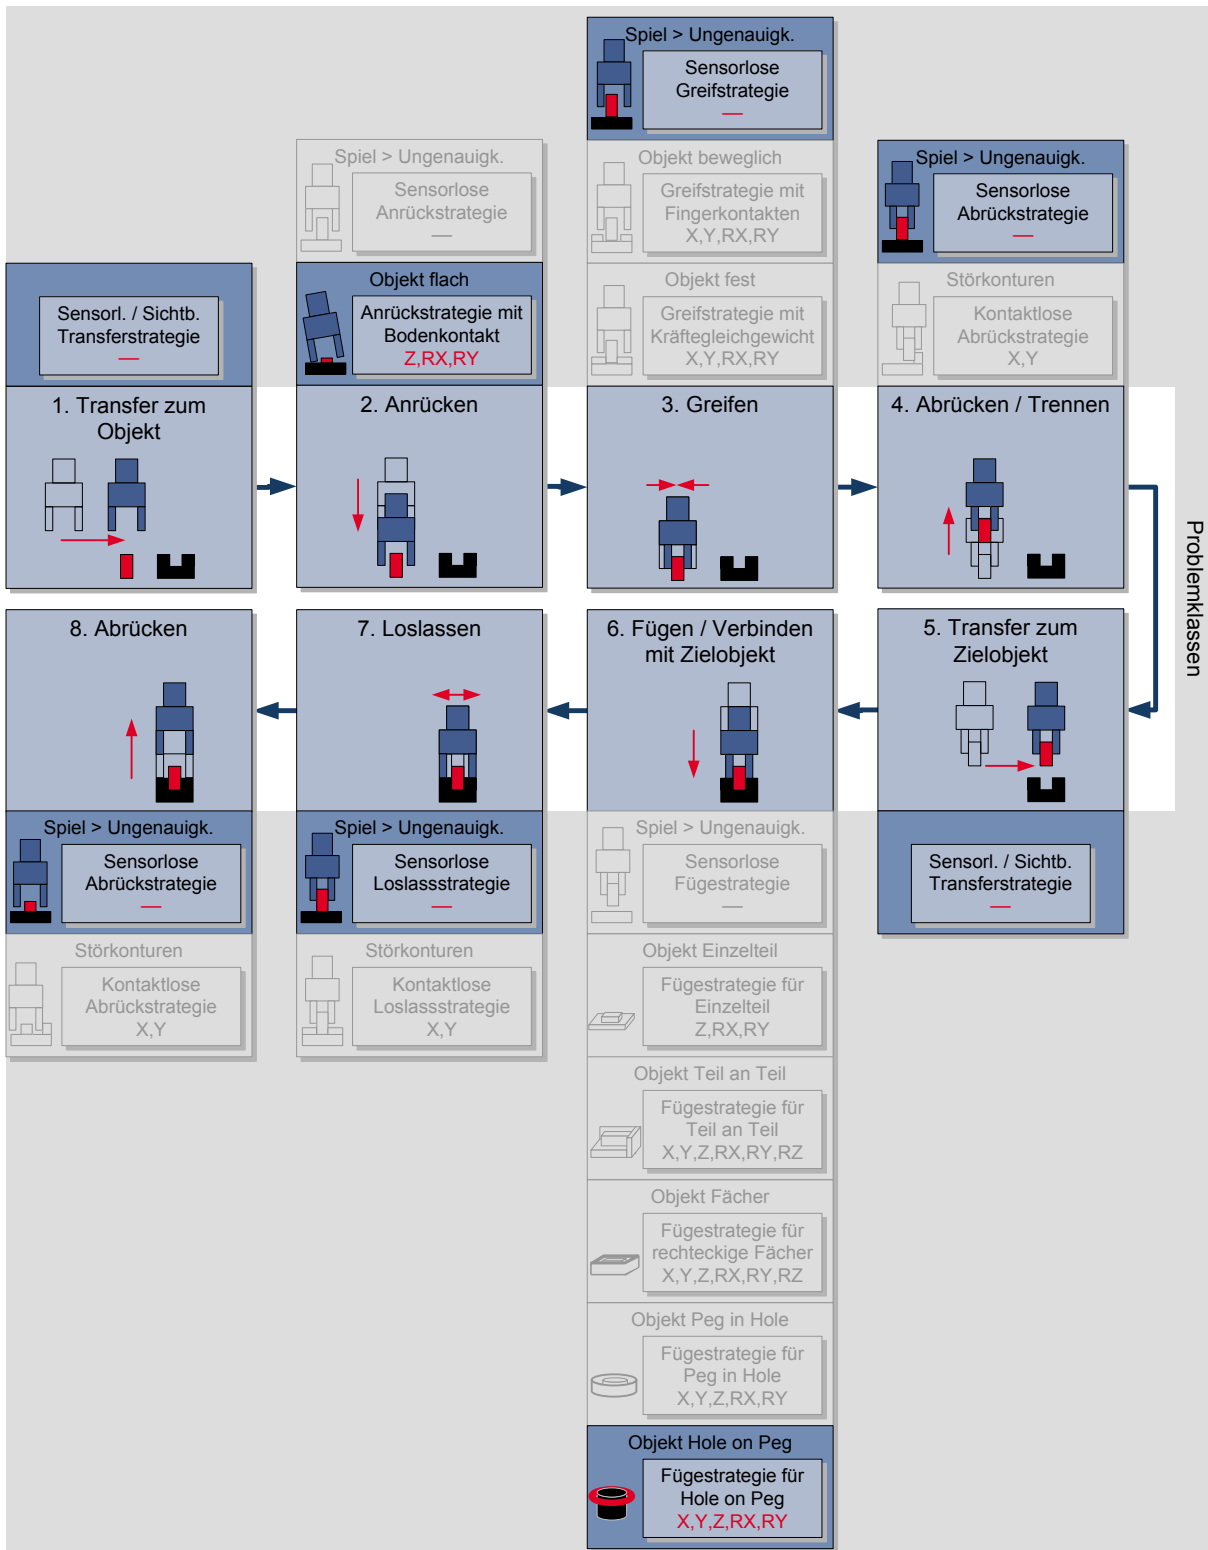 Spiel > Ungenauigk.
Sensorlose
Greifstrategie
—
Objekt beweglich
Greifstrategie mit
Fingerkontakten
X,Y,RX,RY
Objekt fest
Greifstrategie mit
Kräftegleichgewicht
X,Y,RX,RY
Spiel > Ungenauigk.
Sensorlose
Anrückstrategie
—
Objekt flach
Anrückstrategie mit
Bodenkontakt
Z,RX,RY
Spiel > Ungenauigk.
Sensorlose
Abrückstrategie
—
Störkonturen
Kontaktlose
Abrückstrategie
X,Y
Sensorl. / Sichtb.
Transferstrategie
—
1. Transfer zum
Objekt
2. Anrücken
3. Greifen
4. Abrücken / Trennen
Problemklassen
5. Transfer zum
Zielobjekt
6. Fügen / Verbinden
mit Zielobjekt
7. Loslassen
8. Abrücken
Sensorl. / Sichtb.
Transferstrategie
—
Spiel > Ungenauigk.
Sensorlose
Fügestrategie
—
Objekt Einzelteil
Fügestrategie für
Einzelteil
Z,RX,RY
Objekt Teil an Teil
Fügestrategie für
Teil an Teil
X,Y,Z,RX,RY,RZ
Objekt Fächer
Fügestrategie für
rechteckige Fächer
X,Y,Z,RX,RY,RZ
Objekt Peg in Hole
Fügestrategie für
Peg in Hole
X,Y,Z,RX,RY
Objekt Hole on Peg
Fügestrategie für
Hole on Peg
X,Y,Z,RX,RY
Spiel > Ungenauigk.
Sensorlose
Loslassstrategie
—
Störkonturen
Kontaktlose
Loslassstrategie
X,Y
Spiel > Ungenauigk.
Sensorlose
Abrückstrategie
—
Störkonturen
Kontaktlose
Abrückstrategie
X,Y